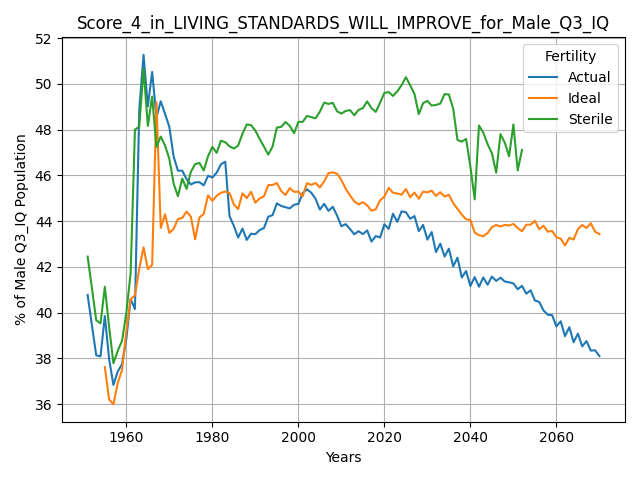 Score_4_in_LIVING_STANDARDS_WILL_IMPROVE_for_Male_Q3_IQ
Fertility
Actual
Ideal
Sterile
% of Male Q3_IQ Population
52
50
48
46
44
42
40
38
36
1960
1980
2000
2020
2040
2060
Years